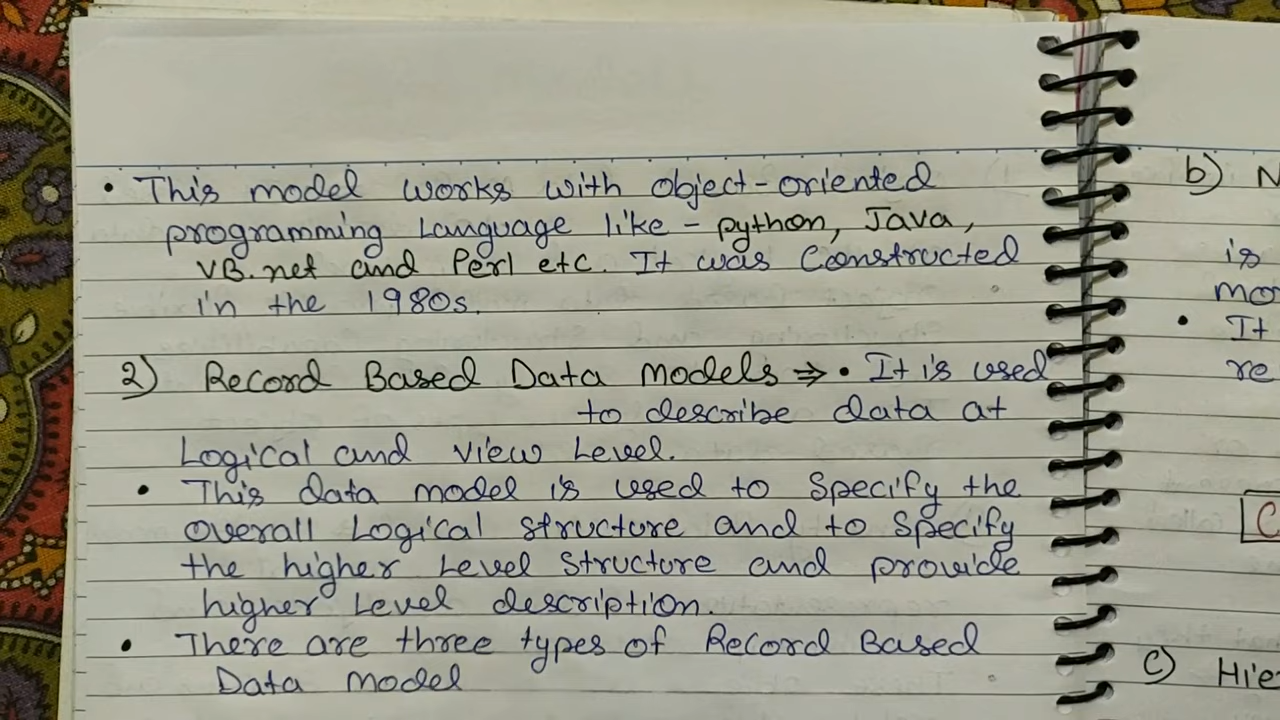 • This model works with object-oriented
programming Language like - python, Java,
VB.net and Perl etc. It was Constructed
in the 1980s.
2) Record Based Data Models ⇒ • It is used
to describe data at
Logical and view Level.
• This data model is used to Specify the
overall Logical structure and to Specify
the higher Level Structure and provide
higher Level description.
• There are three types of Record Based
Data Model
b) N
is
• It
re
C
c) Hie